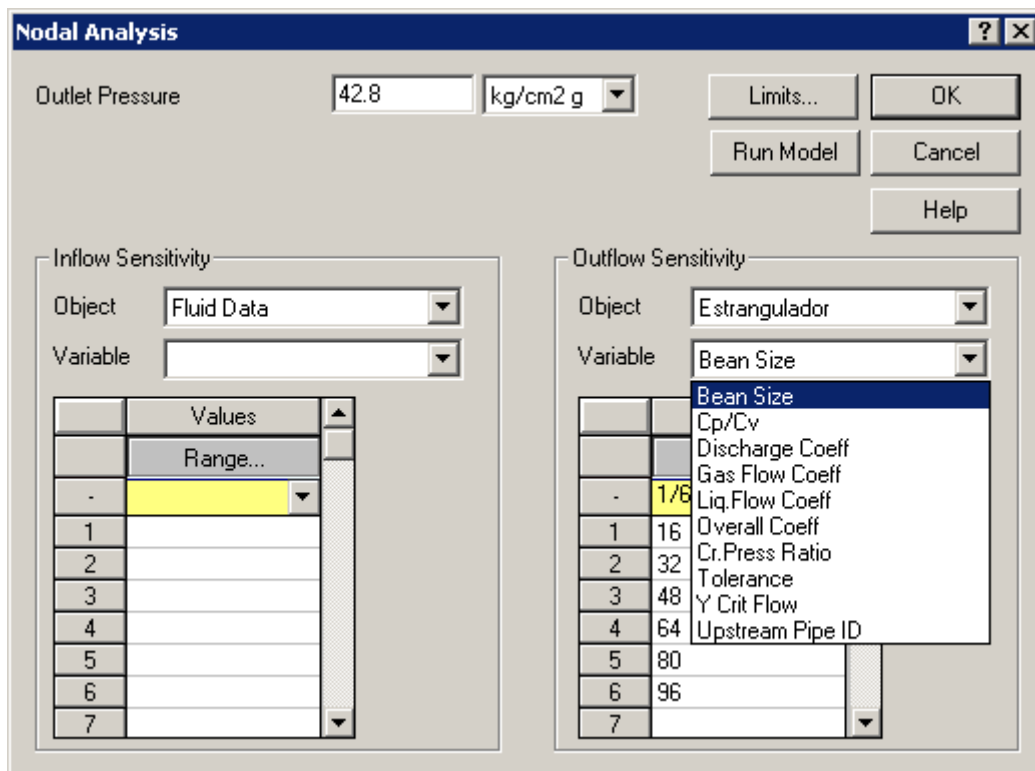 Nodal Analysis
Outlet Pressure 42.8 kg/cm2 g Limits... OK
Run Model Cancel
Help
Inflow Sensitivity
Object Fluid Data
Variable
Values
Range...
-
1
2
3
4
5
6
7
Outflow Sensitivity
Object Estrangulador
Variable Bean Size
Bean Size
Cp/Cv
Discharge Coeff
Gas Flow Coeff
Liq.Flow Coeff
Overall Coeff
Cr.Press Ratio
Tolerance
Y Crit Flow
Upstream Pipe ID
- 1/6
1 16
2 32
3 48
4 64
5 80
6 96
7